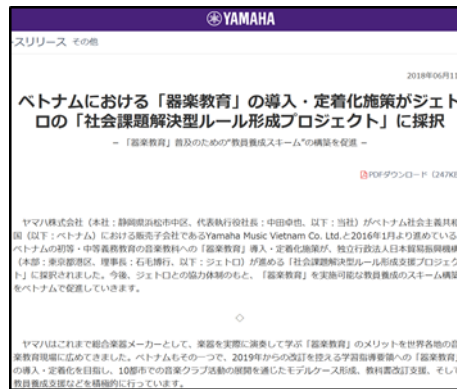 YAMAHA
スリリース その他
2018年06月11
ベトナムにおける「器楽教育」の導入・定着化施策がジェト
ロの「社会課題解決型ルール形成プロジェクト」に採択
－ 「器楽教育」普及のための“教員養成スキーム”の構築を促進 －
PDFダウンロード（247KB
ヤマハ株式会社（本社：静岡県浜松市中区、代表執行役社長：中田卓也、以下：当社）がベトナム社会主義共和
国（以下：ベトナム）における販売子会社であるYamaha Music Vietnam Co. Ltd.と2016年1月より進めている、
ベトナムの初等・中等義務教育の音楽教科への「器楽教育」導入・定着化施策が、独立行政法人日本貿易振興機構
（本部：東京都港区、理事長：石毛博行、以下：ジェトロ）が進める「社会課題解決型ルール形成支援プロジェク
ト」に採択されました。今後、ジェトロとの協力体制のもと、「器楽教育」を実施可能な教員養成のスキーム構築
をベトナムで促進していきます。
ヤマハはこれまで総合楽器メーカーとして、楽器を実際に演奏して学ぶ「器楽教育」のメリットを世界各地の音
楽教育現場に広めてきました。ベトナムもその一つで、2019年からの改訂を控える学習指導要領への「器楽教育」
の導入・定着化を目指し、10都市での音楽クラブ活動の展開を通じたモデルケース形成、教科書改訂支援、そして
教員養成支援などを積極的に行っています。